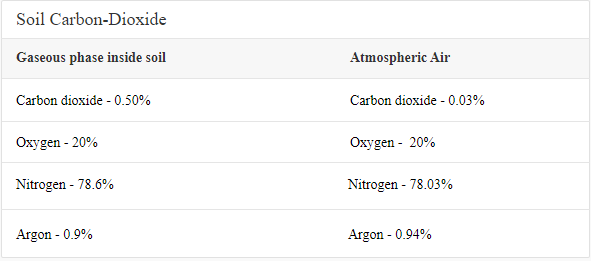 Soil Carbon-Dioxide
Gaseous phase inside soil Atmospheric Air
Carbon dioxide - 0.50% Carbon dioxide - 0.03%
Oxygen - 20% Oxygen -  20%
Nitrogen - 78.6% Nitrogen - 78.03%
Argon - 0.9% Argon - 0.94%